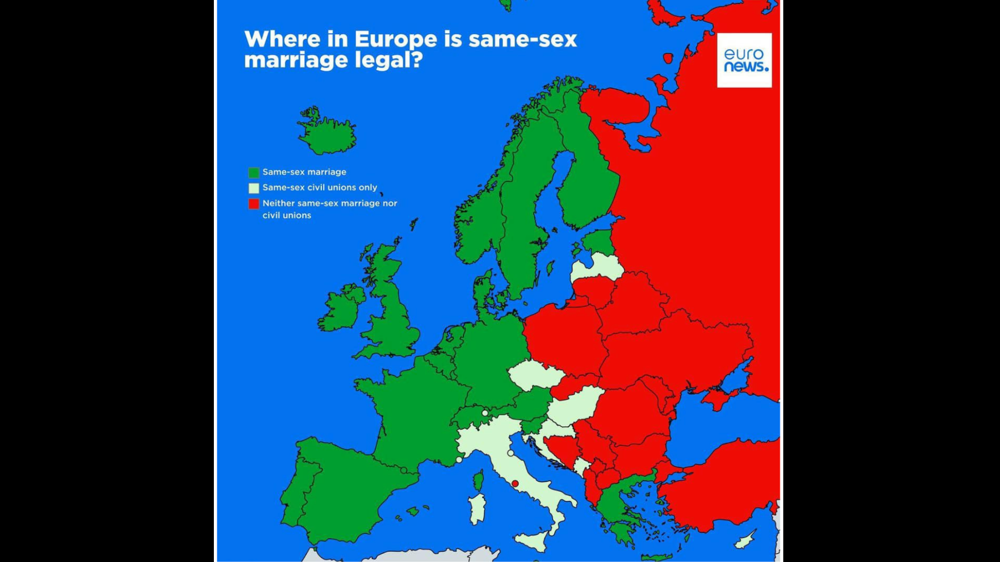 Where in Europe is same-sex
marriage legal?
euro
news.
Same-sex marriage
Same-sex civil unions only
Neither same-sex marriage nor
civil unions